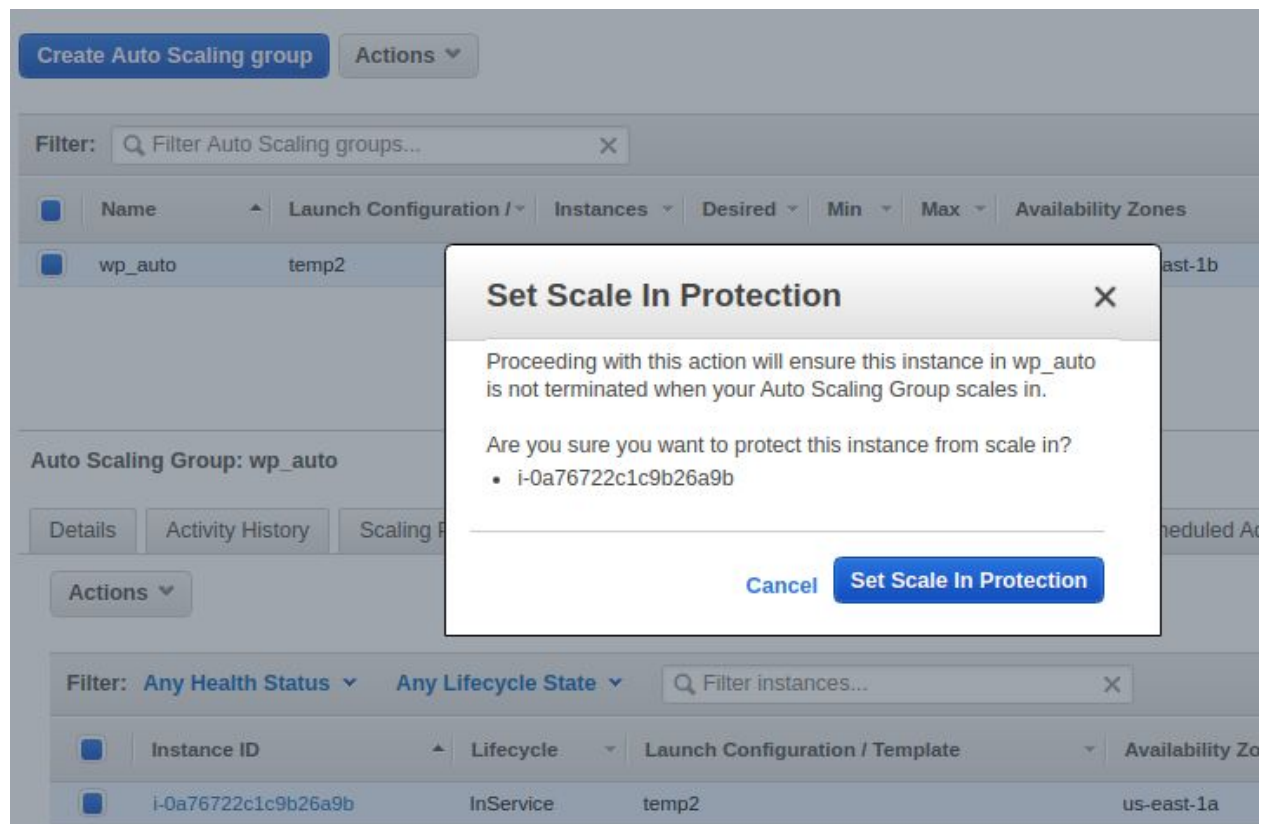 Create Auto Scaling group Actions
Filter: Filter Auto Scaling groups...
Name Launch Configuration / Instances Desired Min Max Availability Zones
wp_auto temp2 ast-1b
Set Scale In Protection
Proceeding with this action will ensure this instance in wp_auto
is not terminated when your Auto Scaling Group scales in.
Are you sure you want to protect this instance from scale in?
• i-0a76722c1c9b26a9b
Cancel Set Scale In Protection
Auto Scaling Group: wp_auto
Details Activity History Scaling heduled Ac
Actions
Filter: Any Health Status Any Lifecycle State Filter instances...
Instance ID Lifecycle Launch Configuration / Template Availability Zo
i-0a76722c1c9b26a9b InService temp2 us-east-1a